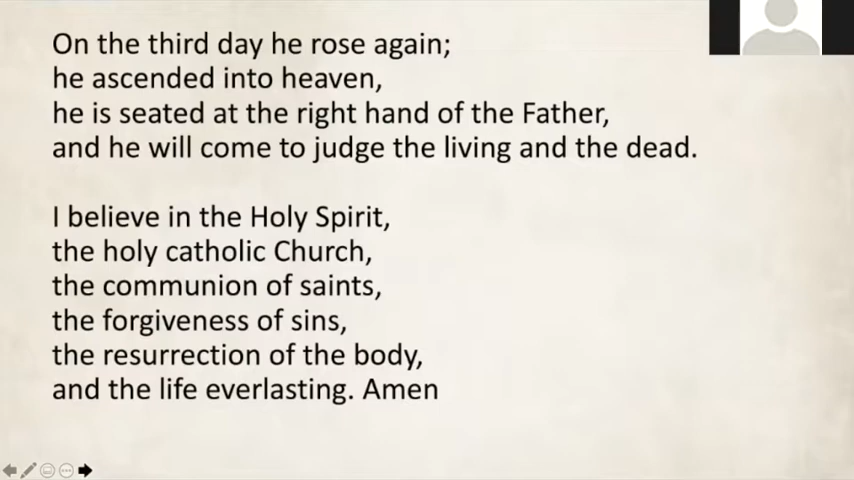 On the third day he rose again;
he ascended into heaven,
he is seated at the right hand of the Father,
and he will come to judge the living and the dead.
I believe in the Holy Spirit,
the holy catholic Church,
the communion of saints,
the forgiveness of sins,
the resurrection of the body,
and the life everlasting. Amen